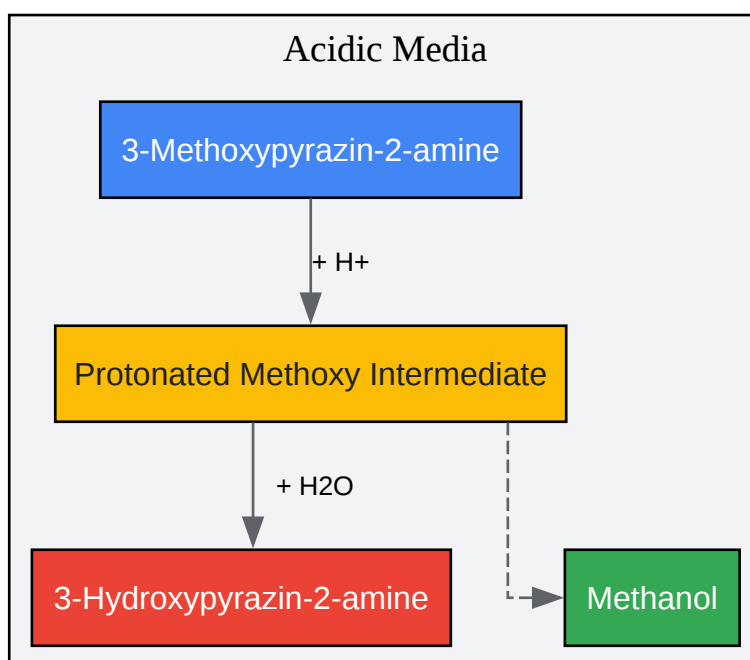 Acidic Media
3-Methoxypyrazin-2-amine
+ H+
Protonated Methoxy Intermediate
+ H2O
3-Hydroxypyrazin-2-amine
Methanol